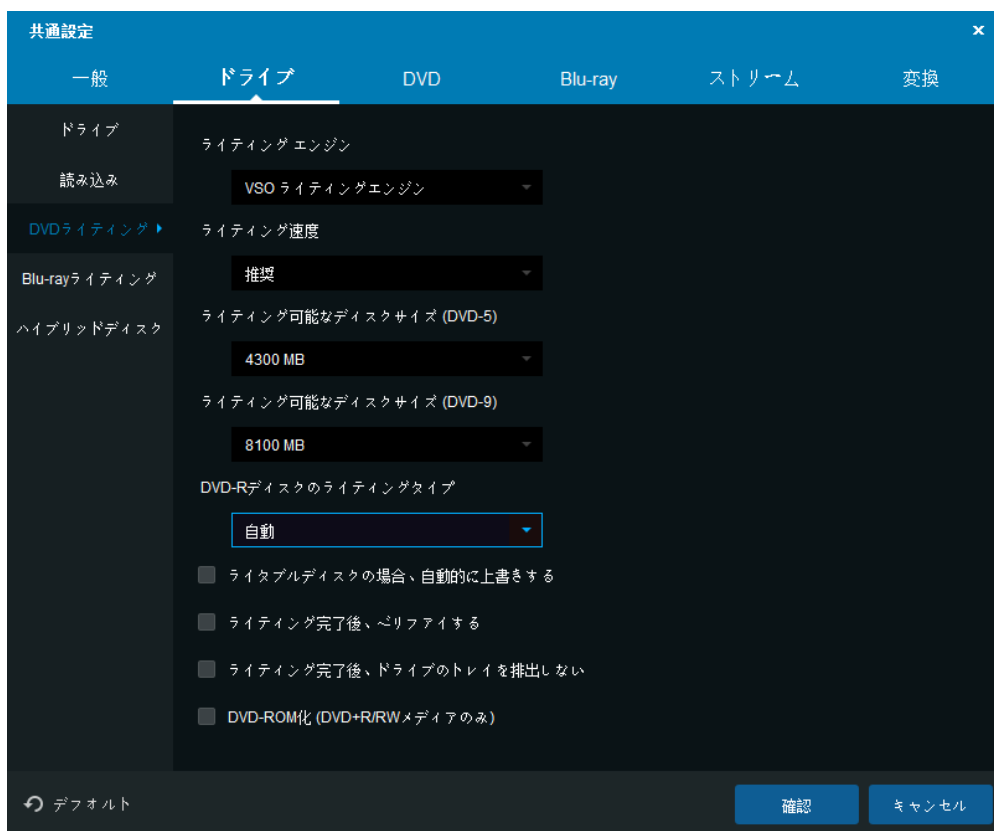 共通設定
×
一般
ドライブ
DVD
Blu-ray
ストリーム
変換
ドライブ
読み込み
DVDライティング
Blu-rayライティング
ハイブリッドディスク
ライティング エンジン
VSO ライティングエンジン
ライティング速度
推奨
ライティング可能なディスクサイズ (DVD-5)
4300 MB
ライティング可能なディスクサイズ (DVD-9)
8100 MB
DVD-Rディスクのライティングタイプ
自動
ライタブルディスクの場合、自動的に上書きする
ライティング完了後、ベリファイする
ライティング完了後、ドライブのトレイを排出しない
DVD-ROM化 (DVD+R/RWメディアのみ)
デフォルト
確認
キャンセル